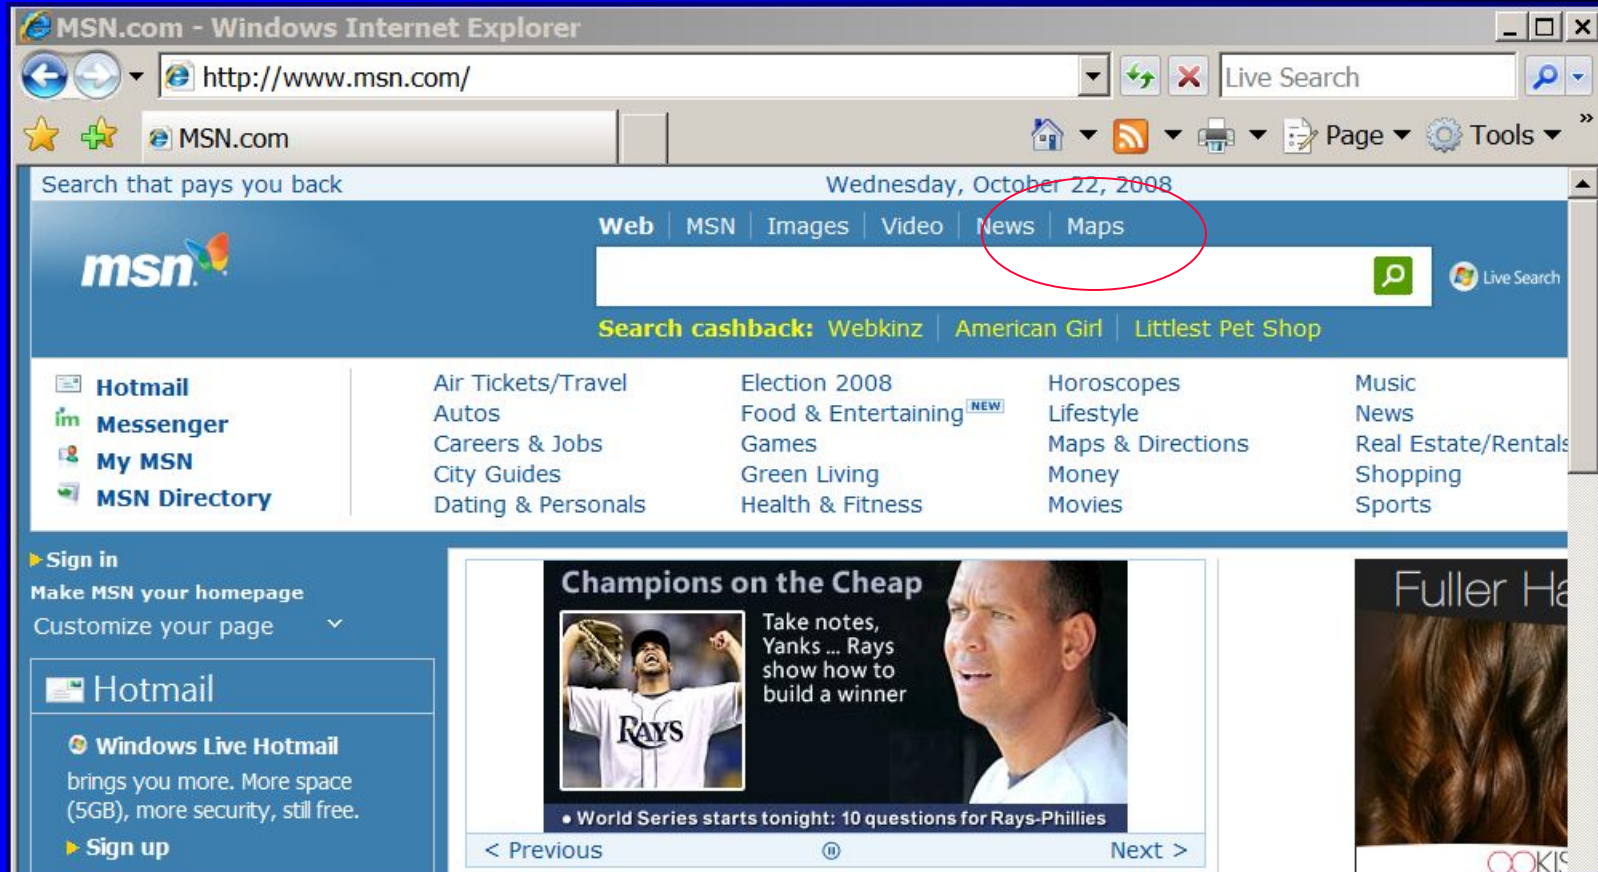 MSN.com - Windows Internet Explorer
http://www.msn.com/
Live Search
MSN.com
Page
Tools
Search that pays you back
Wednesday, October 22, 2008
Web MSN Images Video News Maps
msn
Live Search
Search cashback: Webkinz American Girl Littlest Pet Shop
Hotmail
Messenger
My MSN
MSN Directory
Air Tickets/Travel
Autos
Careers & Jobs
City Guides
Dating & Personals
Election 2008
Food & Entertaining NEW
Games
Green Living
Health & Fitness
Horoscopes
Lifestyle
Maps & Directions
Money
Movies
Music
News
Real Estate/Rentals
Shopping
Sports
Sign in
Make MSN your homepage
Customize your page
Hotmail
Windows Live Hotmail
brings you more. More space
(5GB), more security, still free.
Sign up
Champions on the Cheap
Take notes,
Yanks ... Rays
show how to
build a winner
RAYS
• World Series starts tonight: 10 questions for Rays-Phillies
< Previous
Next >
Fuller